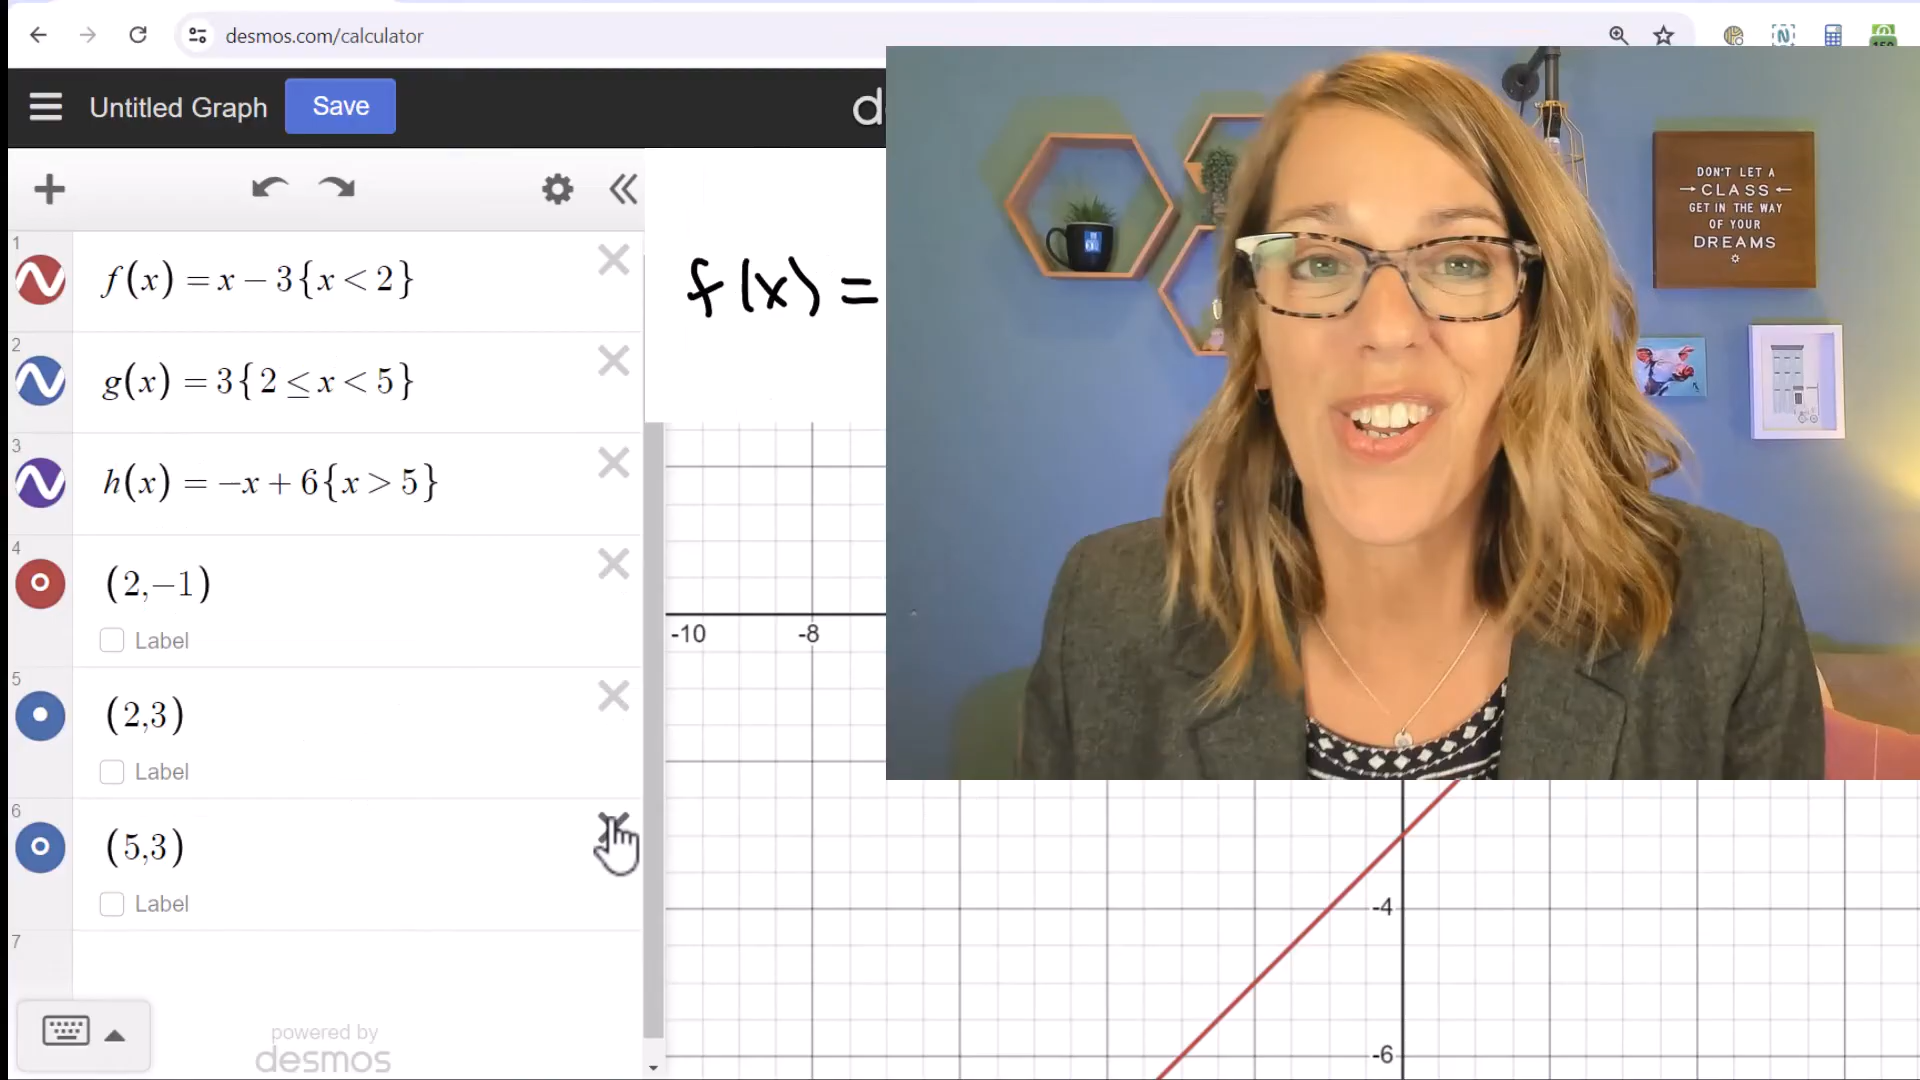 desmos.com/calculator
Untitled Graph
Save
d
1
f(x) = x − 3{x < 2}
2
g(x) = 3{2 ≤ x < 5}
3
h(x) = −x + 6{x > 5}
4
(2,−1)
Label
5
(2,3)
Label
6
(5,3)
Label
7
powered by
desmos
f(x) =
-10
-8
-4
-6
DON'T LET A
CLASS
GET IN THE WAY
OF YOUR
DREAMS